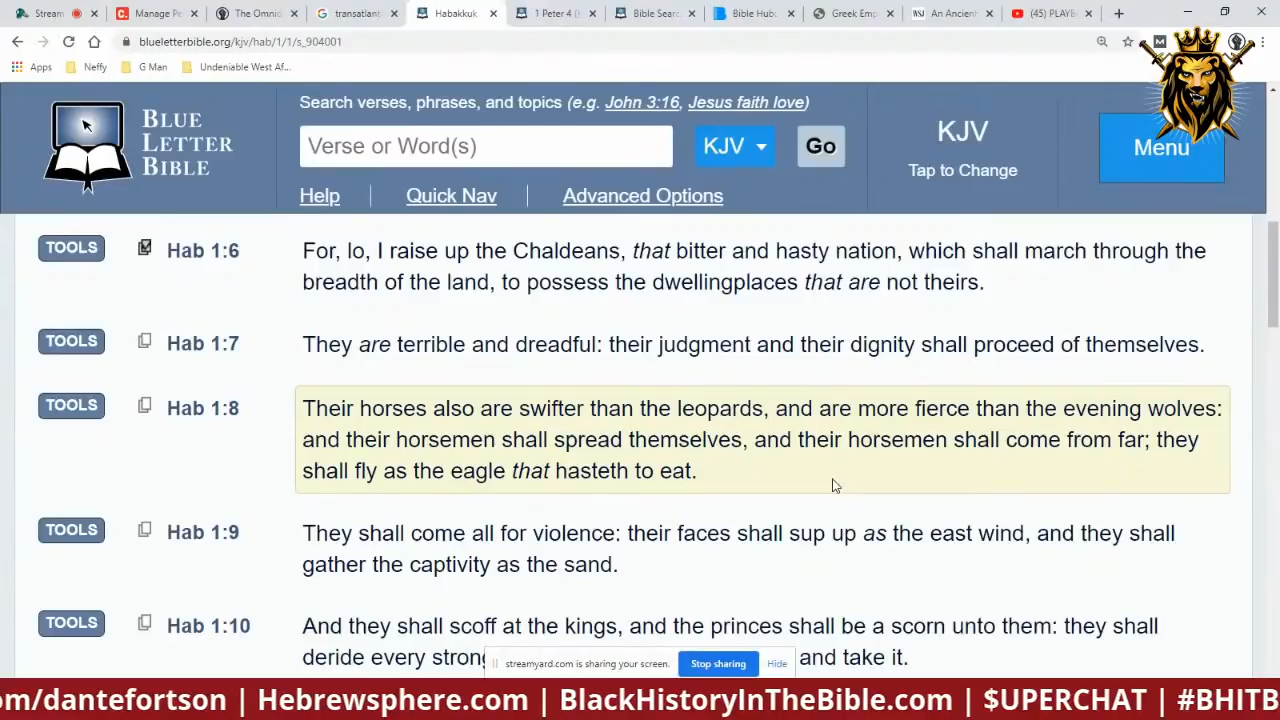 Stream
Manage Pe
The Omnic
transatlanti
Habakkuk
1 Peter 4 (
Bible Sear
Bible Hub
Greek Emp
WSJ An Ancien
(45) PLAYB
blueletterbible.org/kjv/hab/1/1/s_904001
Apps Neffy G Man Undeniable West Af...
BLUE
LETTER
BIBLE
Search verses, phrases, and topics (e.g. John 3:16, Jesus faith love)
Verse or Word(s)
KJV
Go
Help
Quick Nav
Advanced Options
KJV
Tap to Change
Menu
TOOLS Hab 1:6 For, lo, I raise up the Chaldeans, that bitter and hasty nation, which shall march through the
breadth of the land, to possess the dwellingplaces that are not theirs.
TOOLS Hab 1:7 They are terrible and dreadful: their judgment and their dignity shall proceed of themselves.
TOOLS Hab 1:8 Their horses also are swifter than the leopards, and are more fierce than the evening wolves:
and their horsemen shall spread themselves, and their horsemen shall come from far; they
shall fly as the eagle that hasteth to eat.
TOOLS Hab 1:9 They shall come all for violence: their faces shall sup up as the east wind, and they shall
gather the captivity as the sand.
TOOLS Hab 1:10 And they shall scoff at the kings, and the princes shall be a scorn unto them: they shall
deride every strong and take it.
streamyard.com is sharing your screen. Stop sharing Hide
om/dantefortson | Hebrewsphere.com | BlackHistoryInTheBible.com | $UPERCHAT | #BHITB